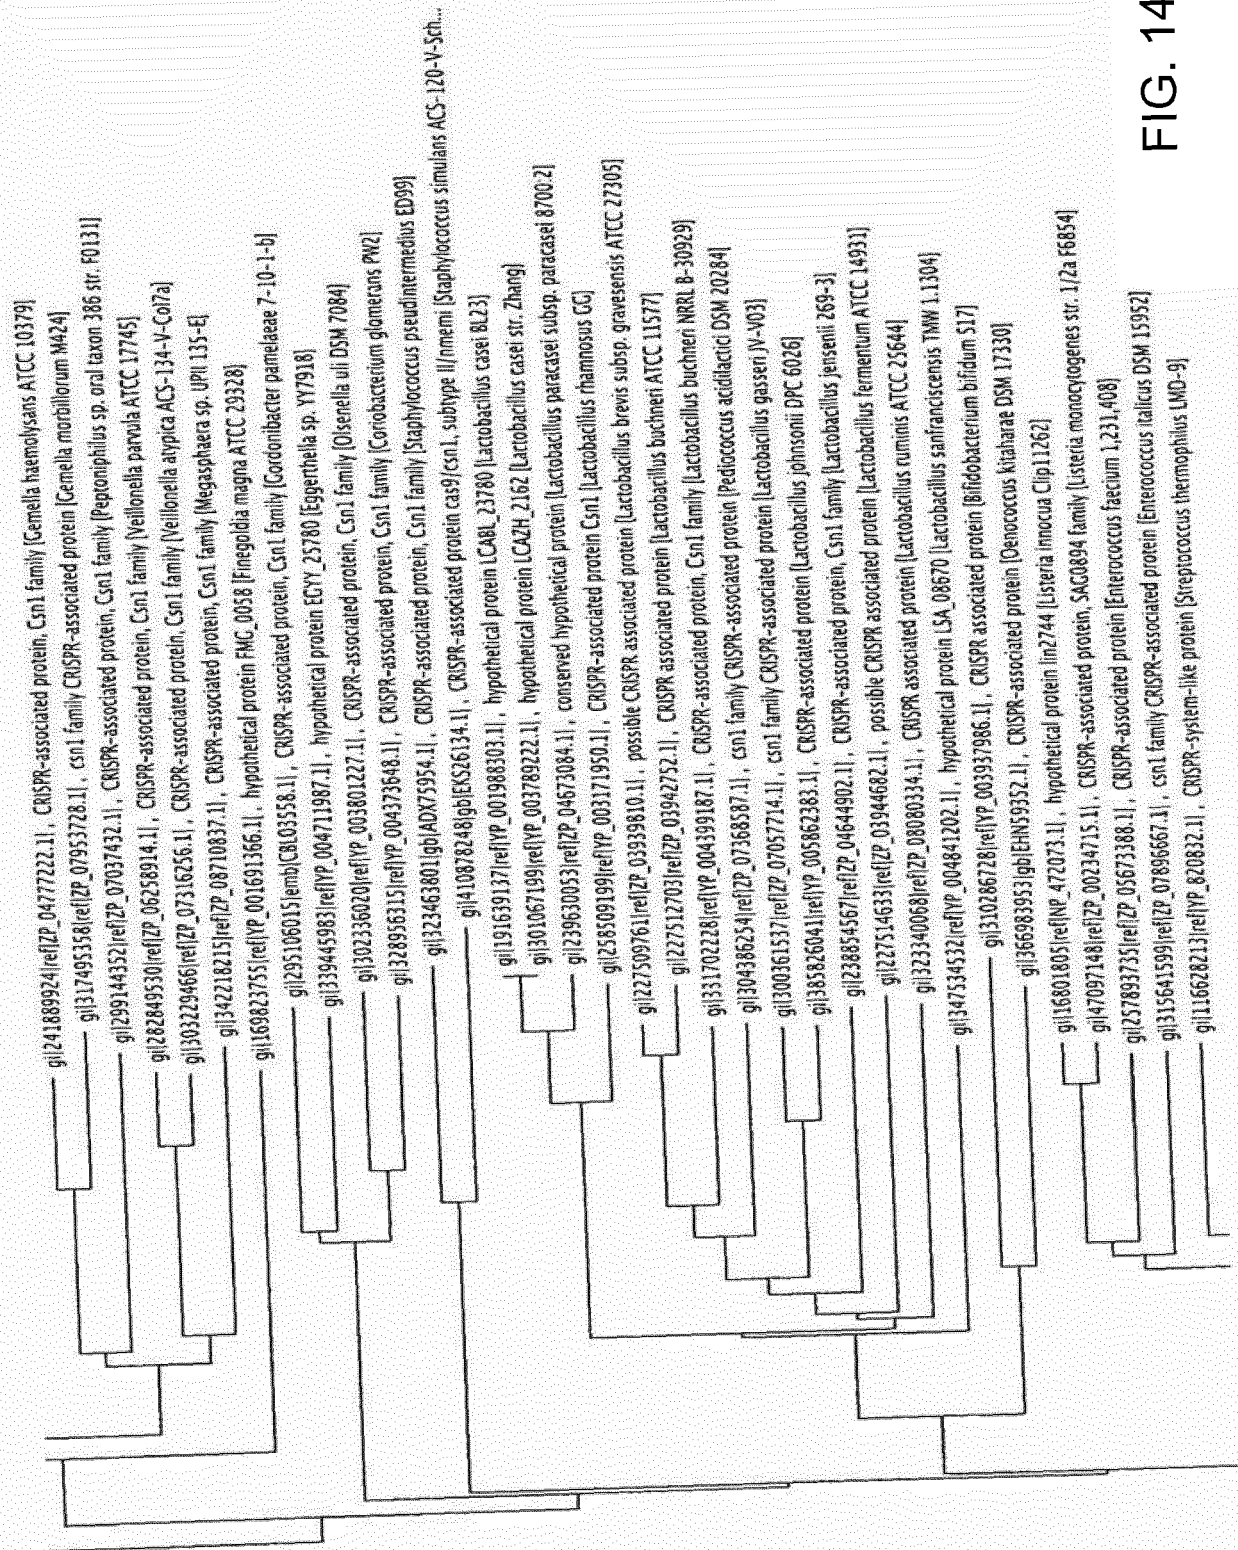 gi|241889924|ref|ZP_04777222.1|, CRISPR-associated protein, Csn1 family [Gemella haemolysans ATCC 10379]
gi|317495358|ref|ZP_07953728.1|, csn1 family CRISPR-associated protein [Gemella morbillorum M424]
gi|299144352|ref|ZP_07037432.1|, CRISPR-associated protein, Csn1 family [Peptoniphilus sp. oral taxon 386 str. F0131]
gi|282849530|ref|ZP_06258914.1|, CRISPR-associated protein, Csn1 family [Veillonella parvula ATCC 17745]
gi|303229466|ref|ZP_07316256.1|, CRISPR-associated protein, Csn1 family [Veillonella atypica ACS-134-V-Col7a]
gi|342218215|ref|ZP_08710837.1|, CRISPR-associated protein, Csn1 family [Megasphaera sp. UPII 135-E]
gi|169823755|ref|YP_001691366.1|, hypothetical protein FMG_0058 [Finegoldia magna ATCC 29328]
gi|295106015|emb|CBL03558.1|, CRISPR-associated protein, Csn1 family [Gordonibacter pamelaeae 7-10-1-b]
gi|339445983|ref|YP_004711987.1|, hypothetical protein EGYY_25780 [Eggerthella sp. YY7918]
gi|302336020|ref|YP_003801227.1|, CRISPR-associated protein, Csn1 family [Olsenella uli DSM 7084]
gi|328956315|ref|YP_004373648.1|, CRISPR-associated protein, Csn1 family [Coriobacterium glomerans PW2]
gi|323463801|gb|ADX75954.1|, CRISPR-associated protein, Csn1 family [Staphylococcus pseudintermedius ED99]
gi|410878248|gb|EKS26134.1|, CRISPR-associated protein cas9/csn1, subtype II/nmemi [Staphylococcus simulans ACS-120-V-Sch...
gi|191639137|ref|YP_001988303.1|, hypothetical protein LCABL_23780 [Lactobacillus casei BL23]
gi|301067199|ref|YP_003789222.1|, hypothetical protein LCAZH_2162 [Lactobacillus casei str. Zhang]
gi|239630053|ref|ZP_04673084.1|, conserved hypothetical protein [Lactobacillus paracasei subsp. paracasei 8700:2]
gi|258509199|ref|YP_003171950.1|, CRISPR-associated protein Csn1 [Lactobacillus rhamnosus GG]
gi|227509761|ref|ZP_03939810.1|, possible CRISPR associated protein [Lactobacillus brevis subsp. gravesensis ATCC 27305]
gi|227512703|ref|ZP_03942752.1|, CRISPR associated protein [Lactobacillus buchneri ATCC 11577]
gi|331702228|ref|YP_004399187.1|, CRISPR-associated protein, Csn1 family [Lactobacillus buchneri NRRL B-30929]
gi|304386254|ref|ZP_07368587.1|, csn1 family CRISPR-associated protein [Pediococcus acidilactici DSM 20284]
gi|300361537|ref|ZP_07057714.1|, csn1 family CRISPR-associated protein [Lactobacillus gasseri JV-V03]
gi|385826041|ref|YP_005862383.1|, CRISPR-associated protein [Lactobacillus johnsonii DPC 6026]
gi|238854567|ref|ZP_04644902.1|, CRISPR-associated protein, Csn1 family [Lactobacillus jensenii 269-3]
gi|227514633|ref|ZP_03944682.1|, possible CRISPR associated protein [Lactobacillus fermentum ATCC 14931]
gi|323340068|ref|ZP_08080334.1|, CRISPR associated protein [Lactobacillus ruminis ATCC 25644]
gi|347534532|ref|YP_004841202.1|, hypothetical protein LSA_08670 [Lactobacillus sanfranciscensis TMW 1.1304]
gi|310286728|ref|YP_003937986.1|, CRISPR associated protein [Bifidobacterium bifidum S17]
gi|366983953|gb|EHN59352.1|, CRISPR-associated protein [Oenococcus kitaharae DSM 17330]
gi|16801805|ref|NP_472073.1|, hypothetical protein lin2744 [Listeria innocua Clip11262]
gi|47097148|ref|ZP_00234715.1|, CRISPR-associated protein, SAG0894 family [Listeria monocytogenes str. 1/2a F6854]
gi|257893735|ref|ZP_05673388.1|, CRISPR-associated protein [Enterococcus faecium 1,231,408]
gi|315641599|ref|ZP_07896667.1|, csn1 family CRISPR-associated protein [Enterococcus italicus DSM 15952]
gi|116628213|ref|YP_820832.1|, CRISPR-system-like protein [Streptococcus thermophilus LMD-9]
FIG. 14